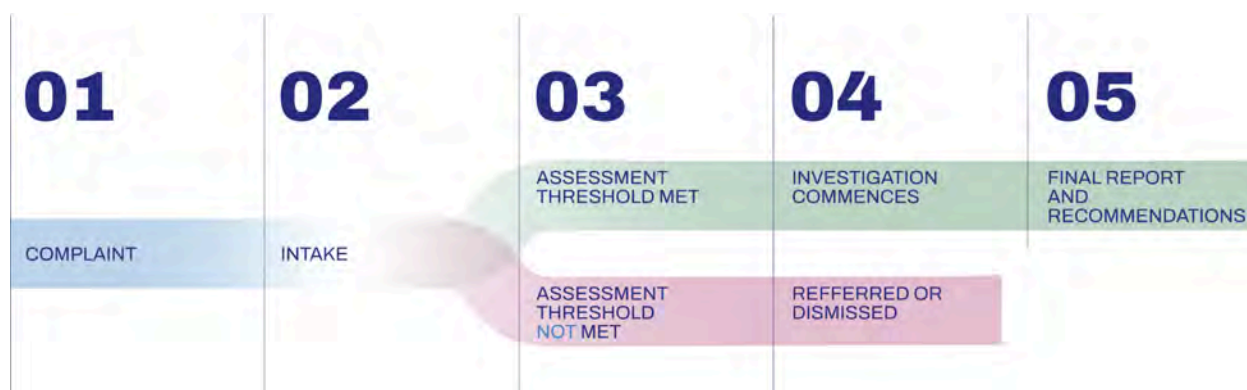 01
02
03
04
05
COMPLAINT
INTAKE
ASSESSMENT
THRESHOLD MET
INVESTIGATION
COMMENCES
FINAL REPORT
AND
RECOMMENDATIONS
ASSESSMENT
THRESHOLD
NOT MET
REFFERRED OR
DISMISSED